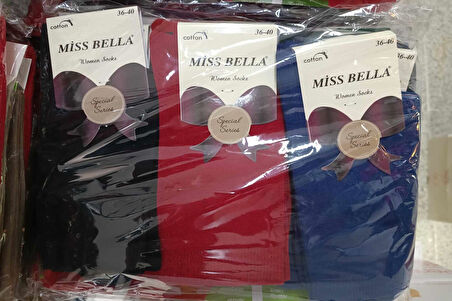 cotton 36-40
MİSS BELLA
Women Socks
Special
Series
cotton 36-40
MİSS BELLA
Women Socks
Special
Series
cotton 36-40
MİSS BELLA
Women Socks
Special
Series